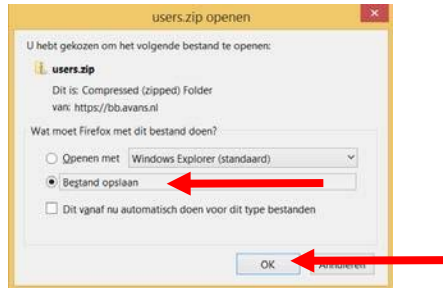 users.zip openen
U hebt gekozen om het volgende bestand te openen:
users.zip
Dit is: Compressed (zipped) Folder
van: https://bb.avans.nl
Wat moet Firefox met dit bestand doen?
Openen met Windows Explorer (standaard)
Bestand opslaan
Dit vanaf nu automatisch doen voor dit type bestanden
OK Annuleren